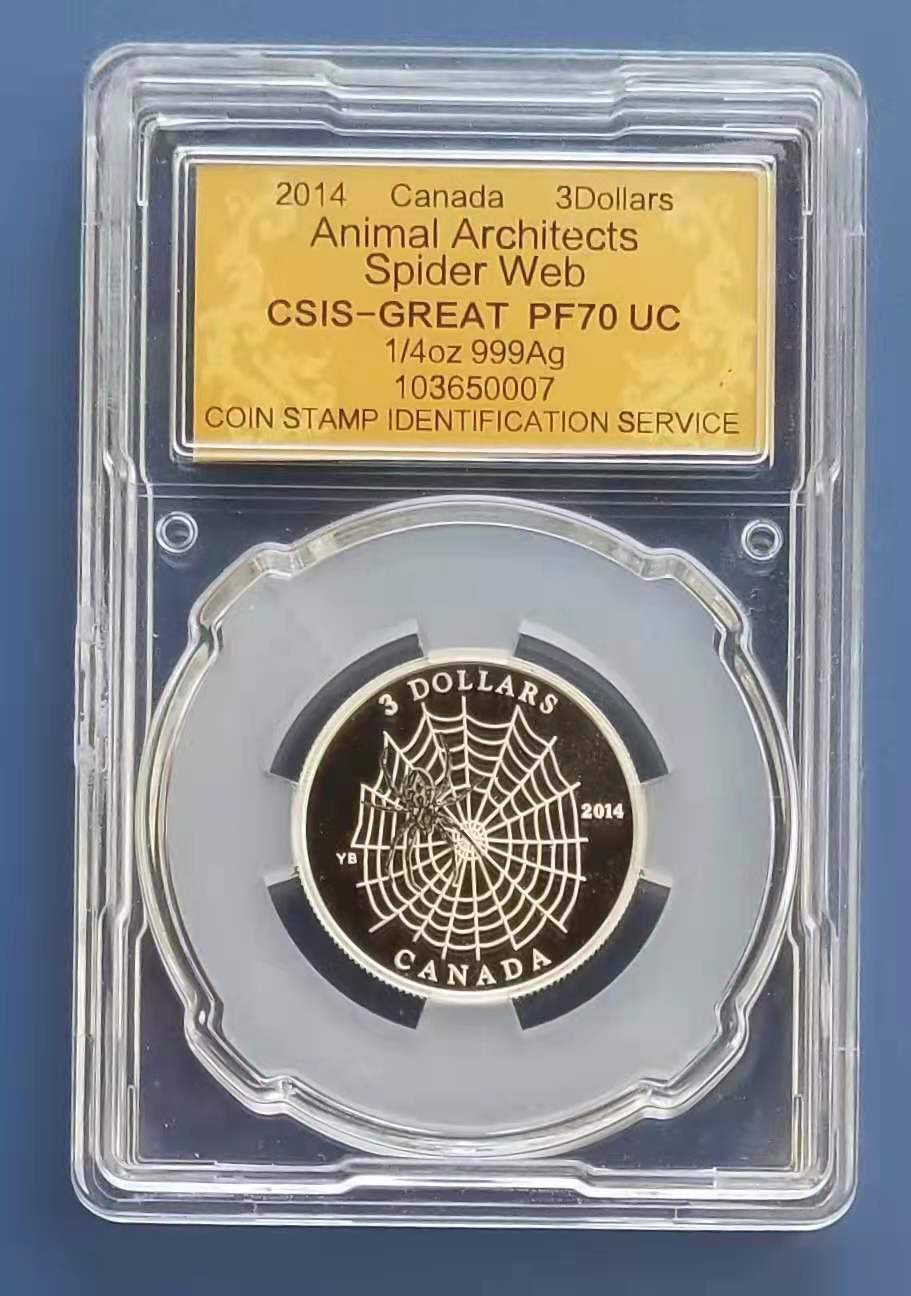 2014 Canada 3Dollars
Animal Architects
Spider Web
CSIS-GREAT PF70 UC
1/4oz 999Ag
103650007
COIN STAMP IDENTIFICATION SERVICE
3 DOLLARS
2014
YB
CANADA